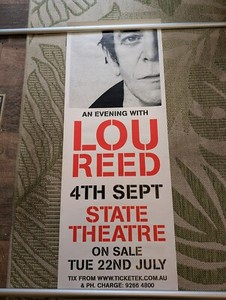 AN EVENING WITH
LOU
REED
4TH SEPT
STATE
THEATRE
ON SALE
TUE 22ND JULY
TIX FROM WWW.TICKETEK.COM.AU
& PH. CHARGE: 9266 4800